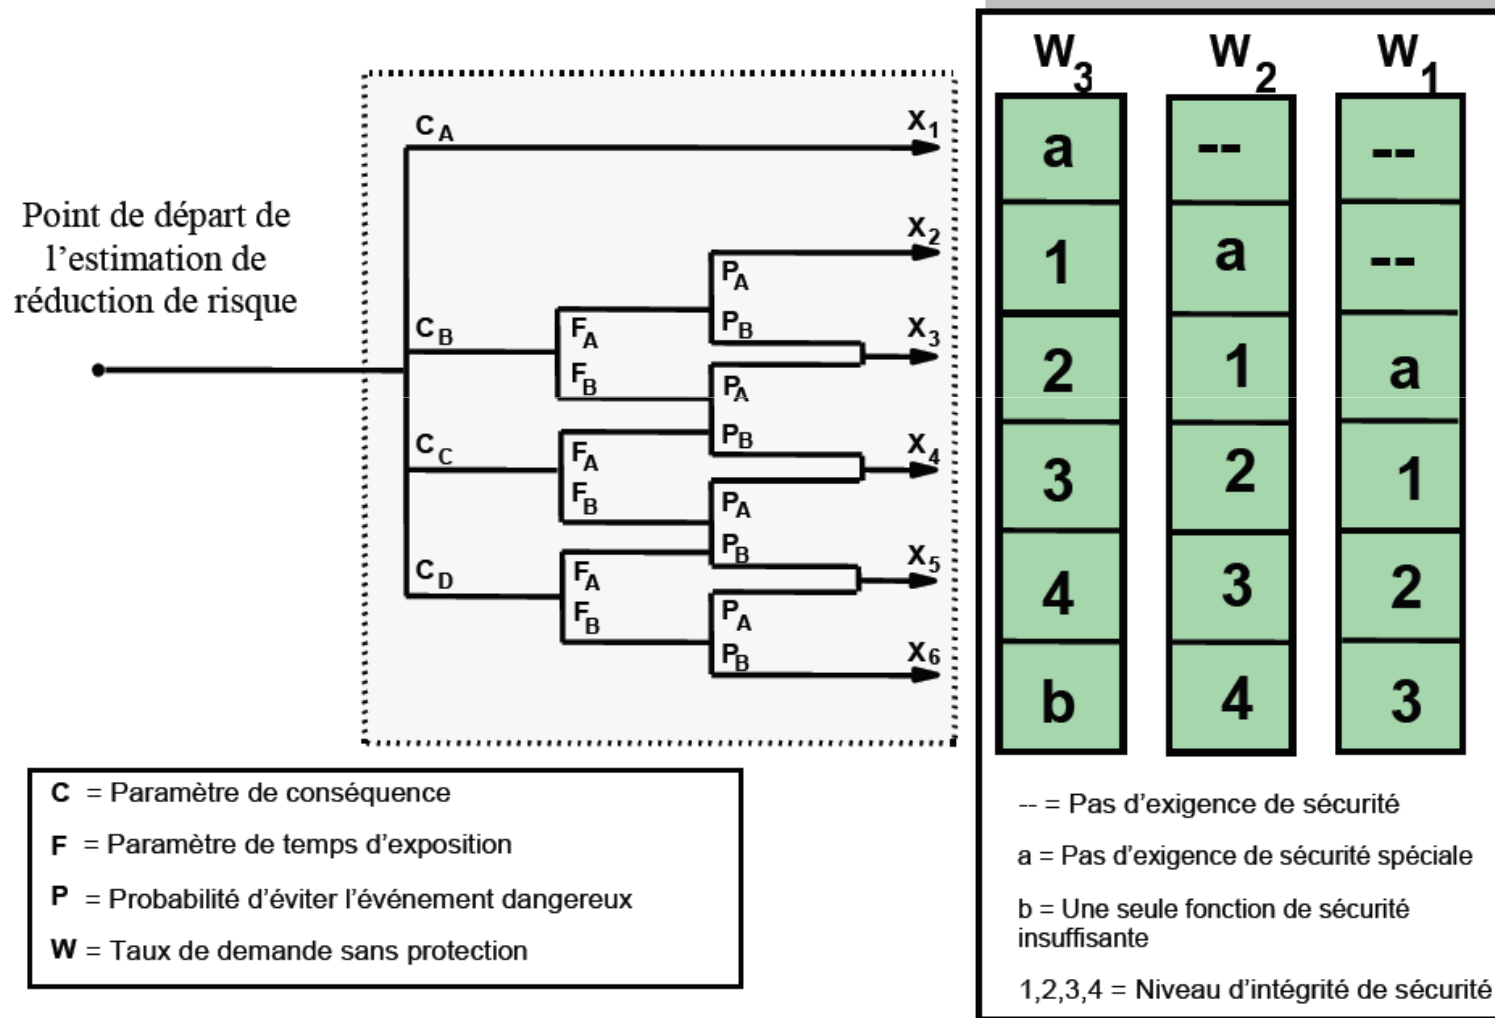 Point de départ de
l'estimation de
réduction de risque
C A
X1
X2
PA
C B
FA
PB
X3
FB
PA
PB
C C
FA
X4
FB
PA
PB
C D
FA
X5
FB
PA
PB
X6
W3 W2 W1
a -- --
1 a --
2 1 a
3 2 1
4 3 2
b 4 3
C = Paramètre de conséquence
F = Paramètre de temps d'exposition
P = Probabilité d'éviter l'événement dangereux
W = Taux de demande sans protection
-- = Pas d'exigence de sécurité
a = Pas d'exigence de sécurité spéciale
b = Une seule fonction de sécurité
insuffisante
1,2,3,4 = Niveau d'intégrité de sécurité